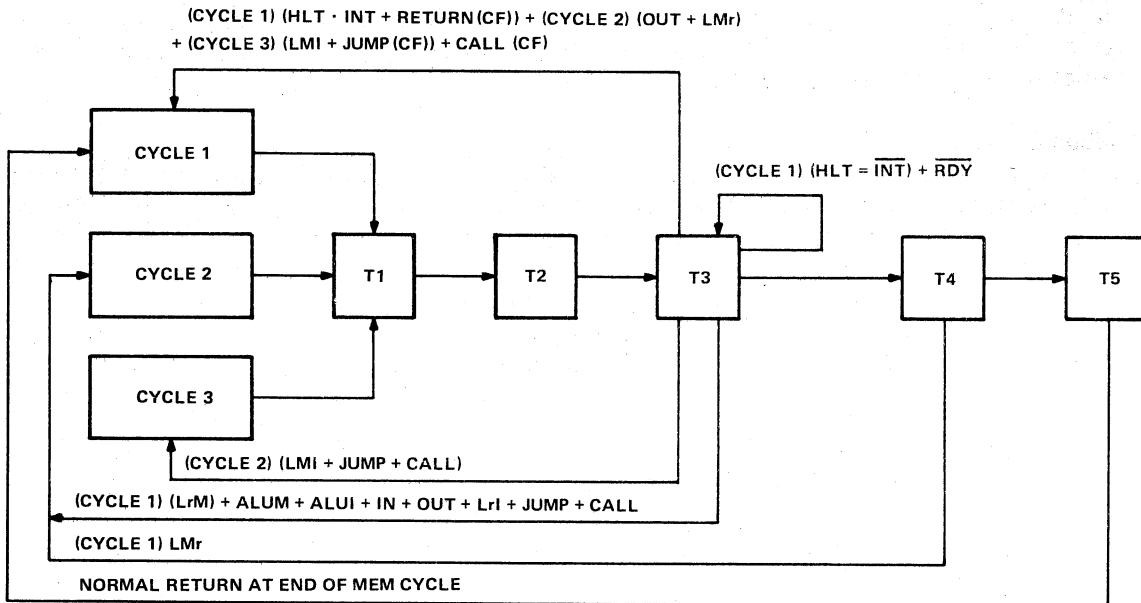 (CYCLE 1) (HLT · INT + RETURN (CF)) + (CYCLE 2) (OUT + LMr)
+ (CYCLE 3) (LMI + JUMP (CF)) + CALL (CF)
CYCLE 1
(CYCLE 1) (HLT = I̅N̅T̅) + R̅D̅Y̅
CYCLE 2
T1
T2
T3
T4
T5
CYCLE 3
(CYCLE 2) (LMI + JUMP + CALL)
(CYCLE 1) (LrM) + ALUM + ALUI + IN + OUT + LrI + JUMP + CALL
(CYCLE 1) LMr
NORMAL RETURN AT END OF MEM CYCLE